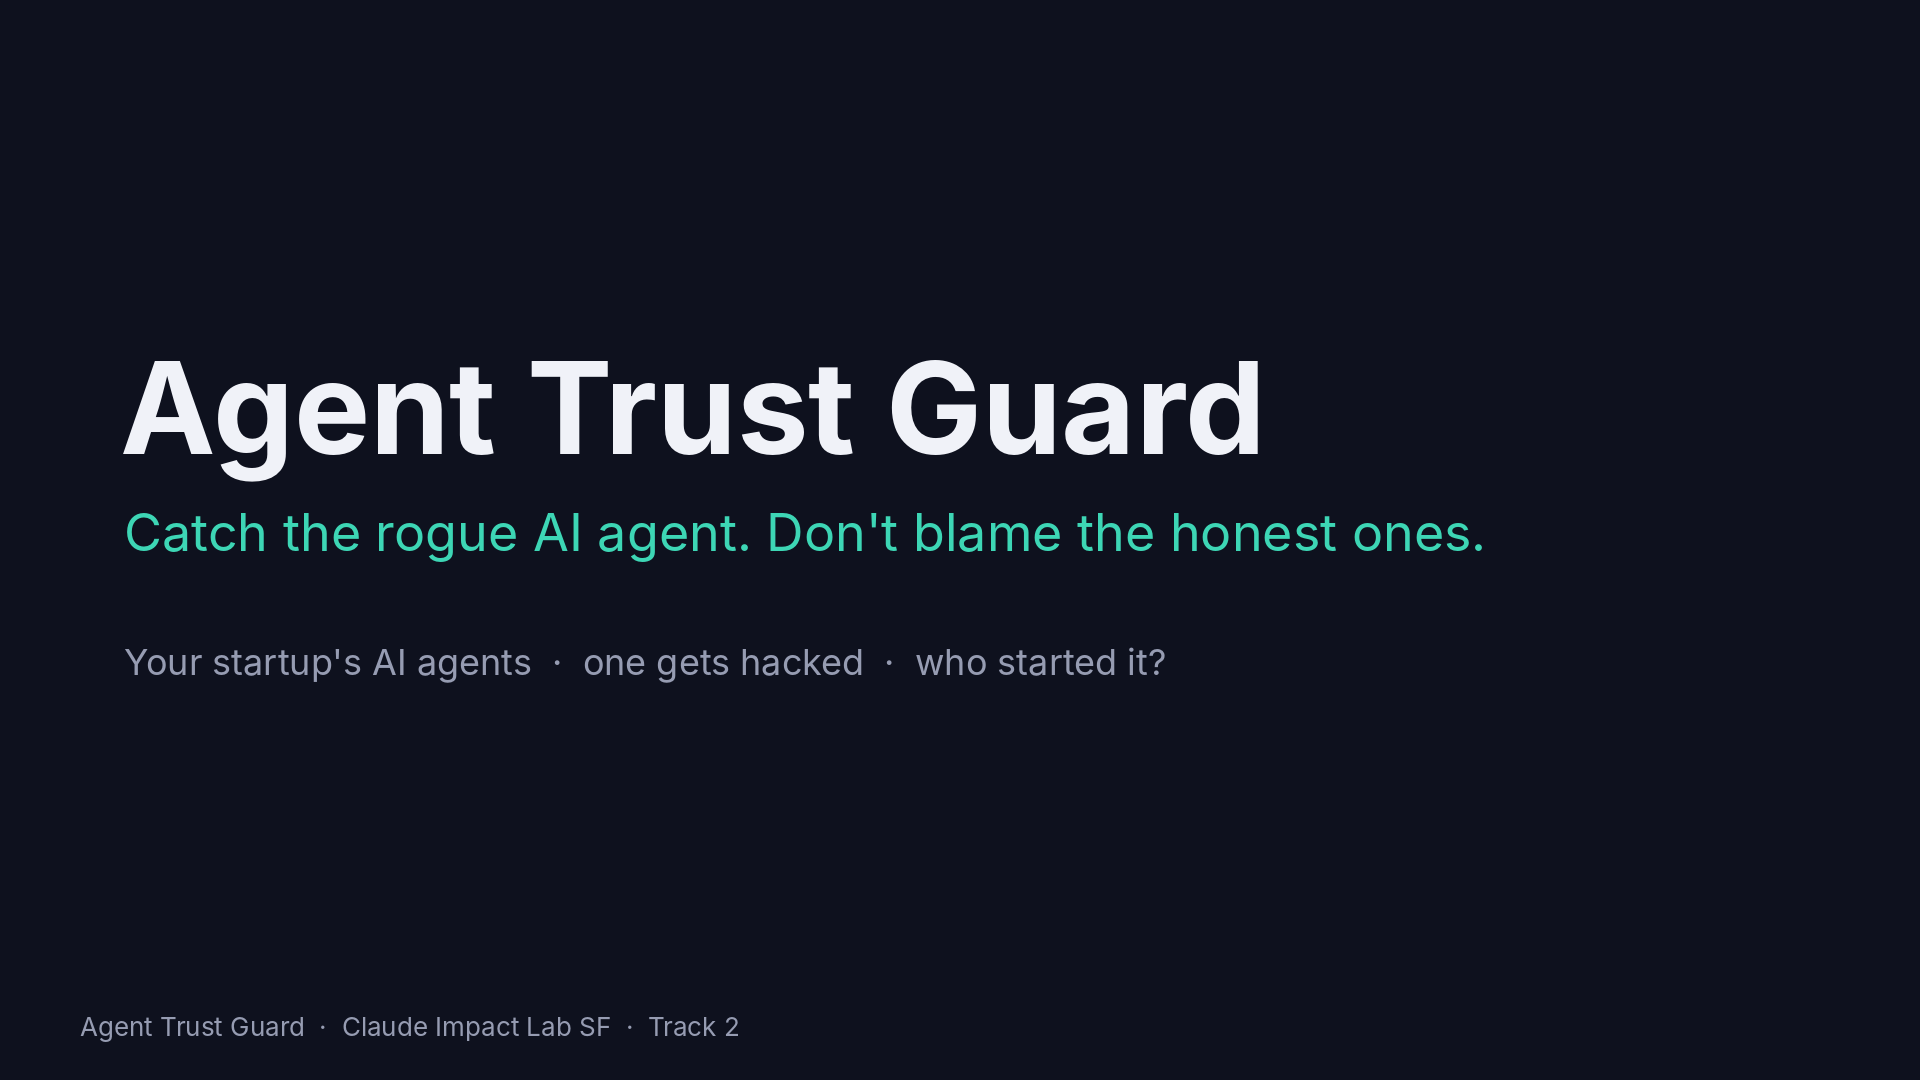 Agent Trust Guard
Catch the rogue AI agent. Don't blame the honest ones.
Your startup's AI agents · one gets hacked · who started it?
Agent Trust Guard · Claude Impact Lab SF · Track 2